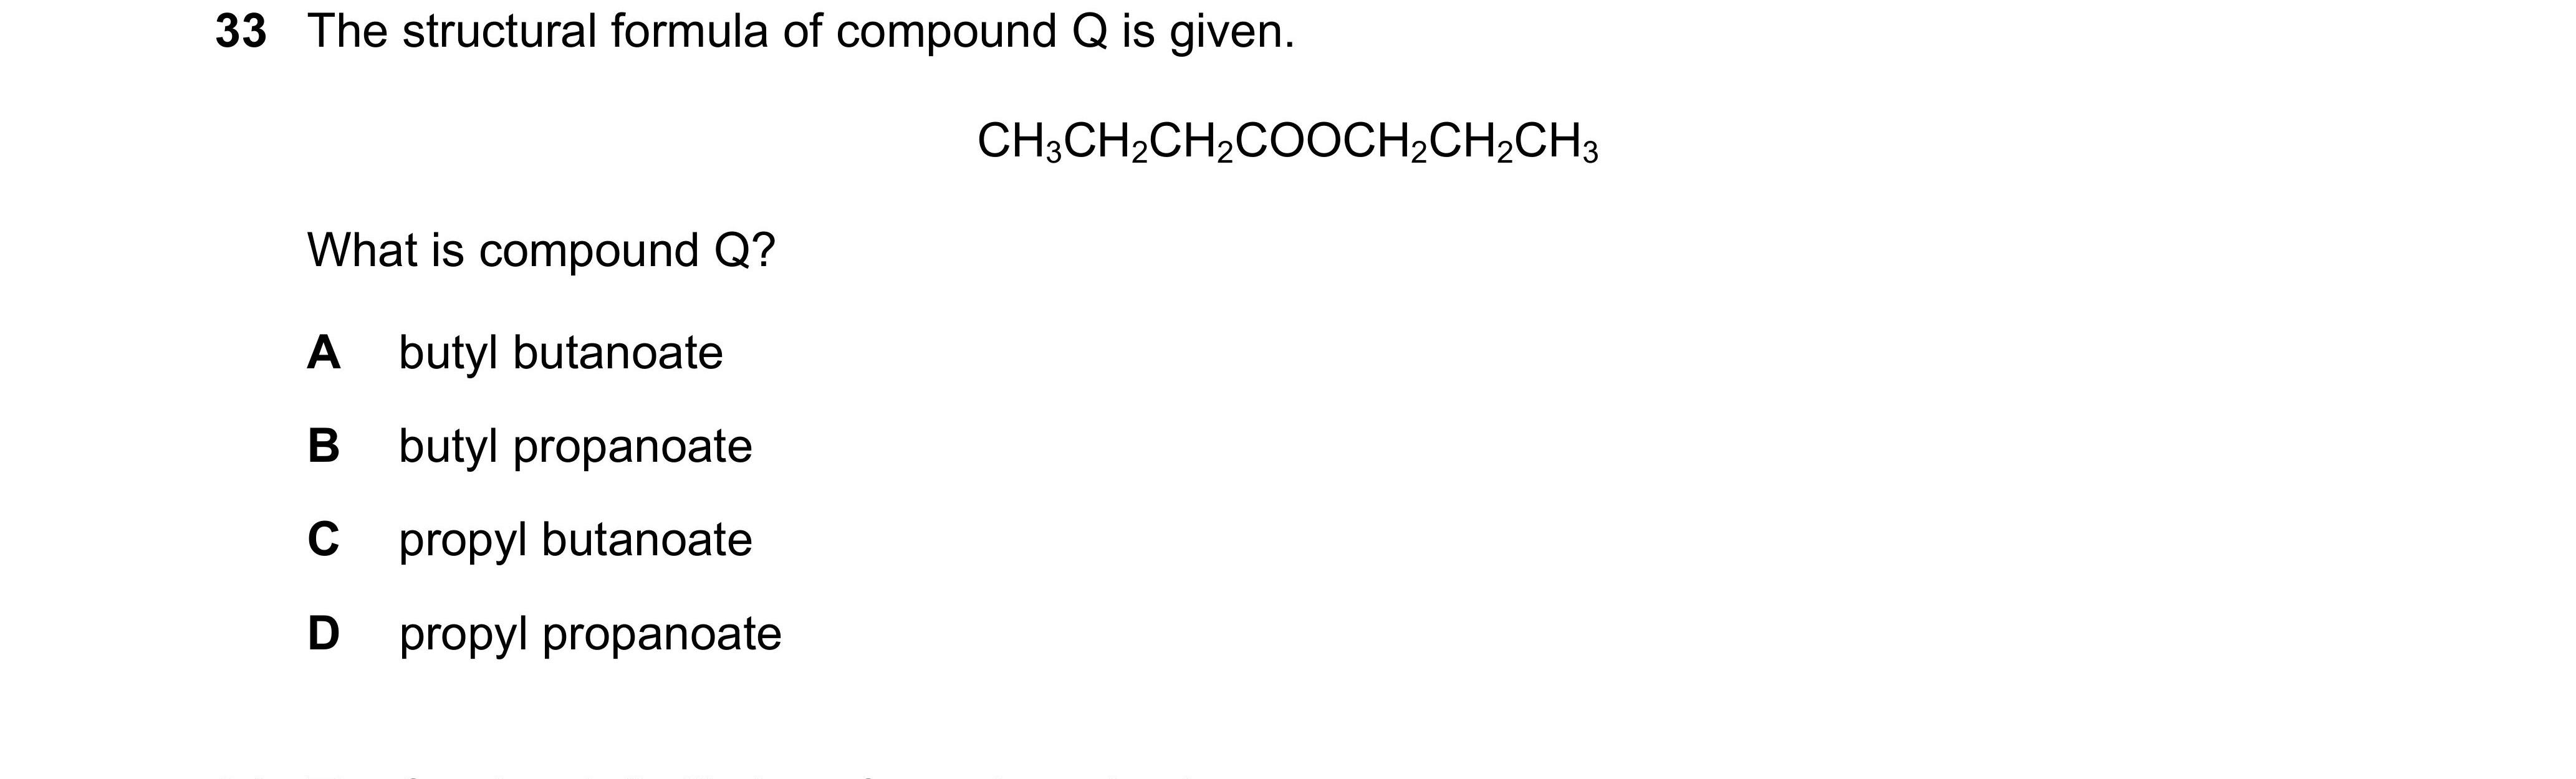 33 The structural formula of compound Q is given.
CH₃CH₂CH₂COOCH₂CH₂CH₃
What is compound Q?
A butyl butanoate
B butyl propanoate
C propyl butanoate
D propyl propanoate